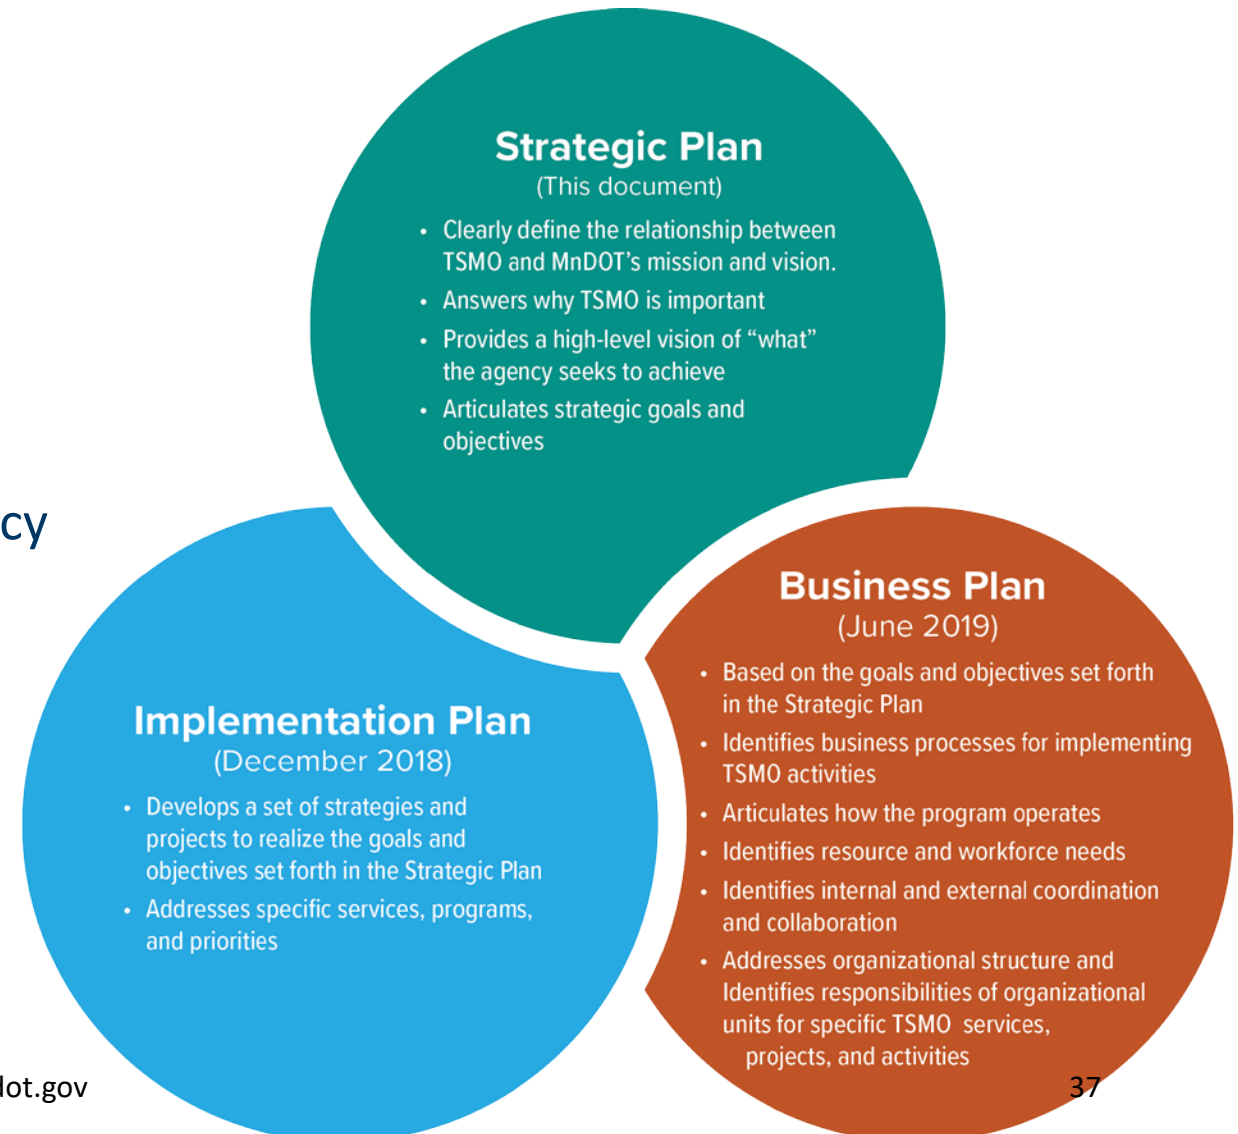 Strategic Plan
(This document)
• Clearly define the relationship between
TSMO and MnDOT’s mission and vision.
• Answers why TSMO is important
• Provides a high-level vision of “what”
the agency seeks to achieve
• Articulates strategic goals and
objectives
cy
Implementation Plan
(December 2018)
• Develops a set of strategies and
projects to realize the goals and
objectives set forth in the Strategic Plan
• Addresses specific services, programs,
and priorities
Business Plan
(June 2019)
• Based on the goals and objectives set forth
in the Strategic Plan
• Identifies business processes for implementing
TSMO activities
• Articulates how the program operates
• Identifies resource and workforce needs
• Identifies internal and external coordination
and collaboration
• Addresses organizational structure and
Identifies responsibilities of organizational
units for specific TSMO services,
projects, and activities
dot.gov
37